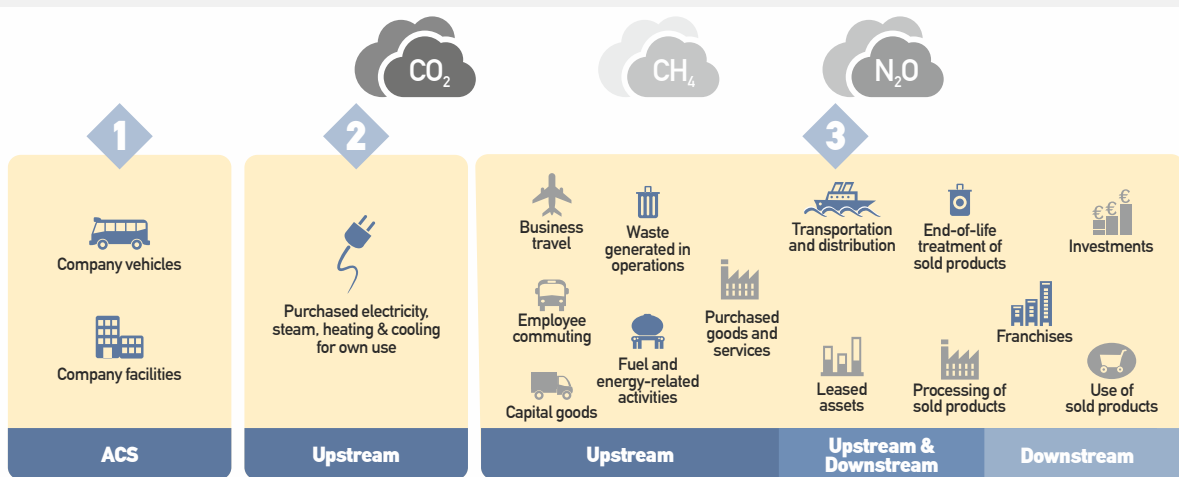 CO₂
CH₄
N₂O
1
2
3
Company vehicles
Company facilities
ACS
Purchased electricity,
steam, heating & cooling
for own use
Upstream
Business
travel
Waste
generated in
operations
Employee
commuting
Fuel and
energy-related
activities
Purchased
goods and
services
Capital goods
Upstream
Transportation
and distribution
End-of-life
treatment of
sold products
€ € €
Investments
Franchises
Leased
assets
Processing of
sold products
Use of
sold products
Upstream &
Downstream
Downstream